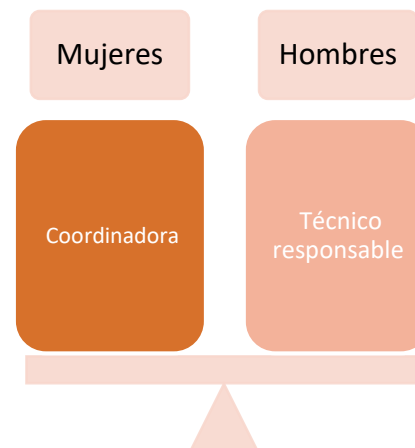 Mujeres
Hombres
Coordinadora
Técnico
responsable